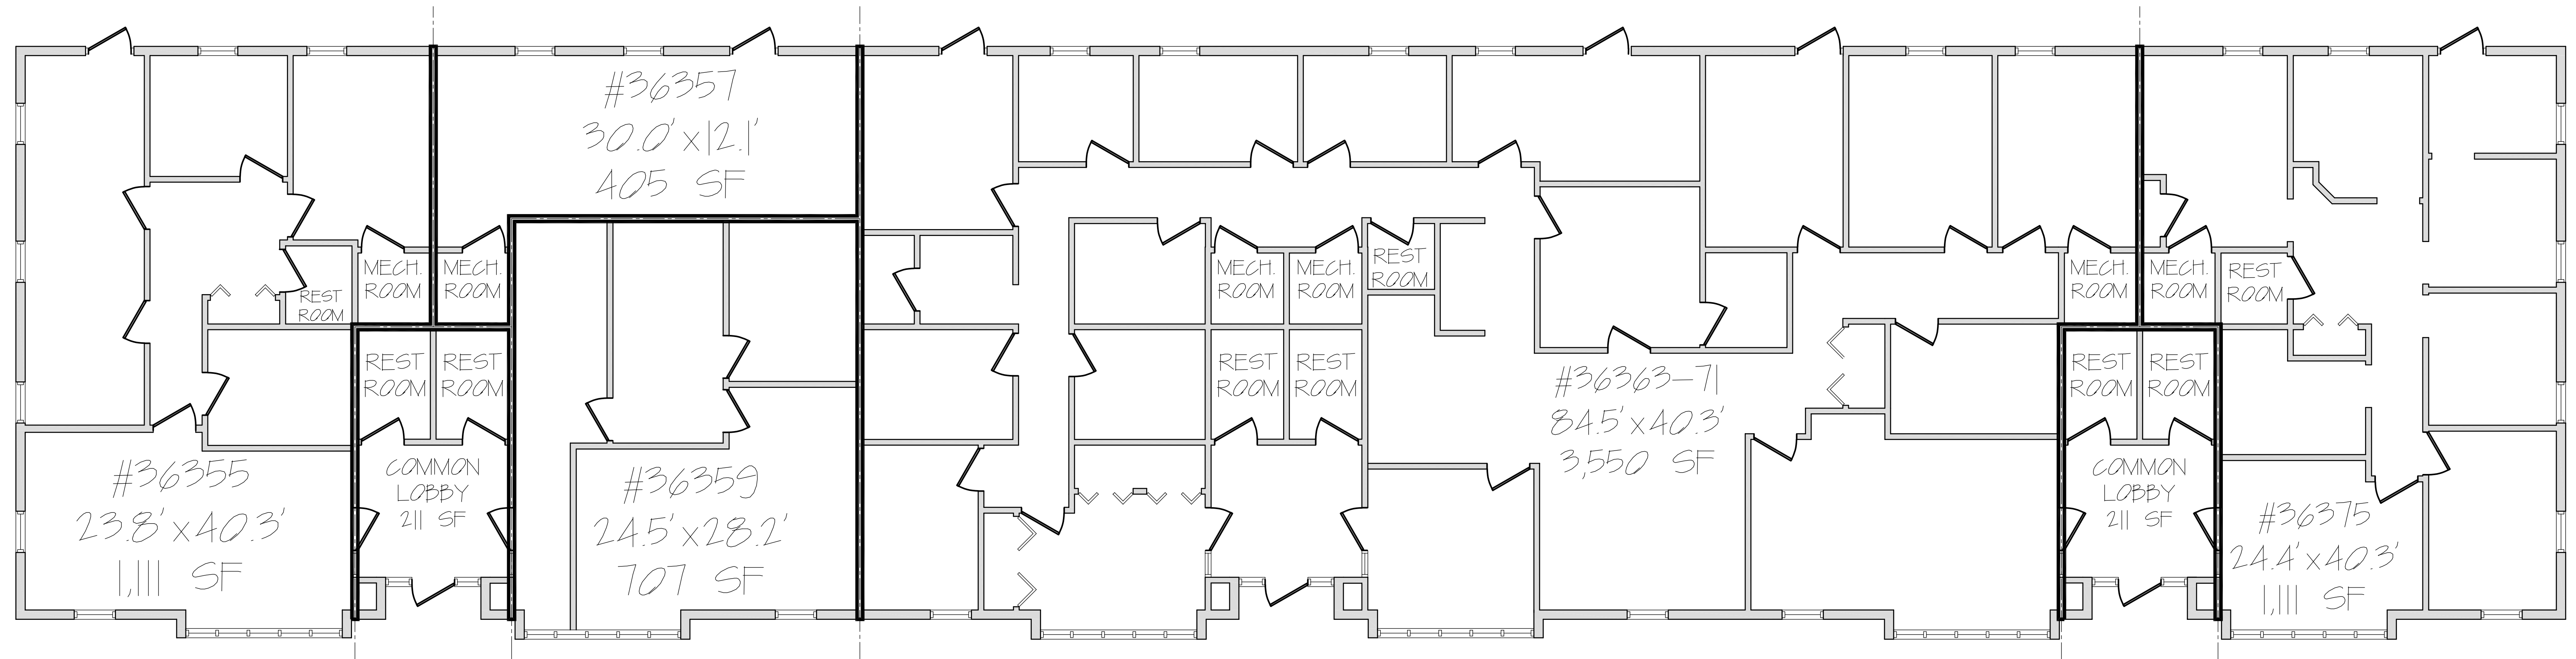 #36357
30.0'x12.1'
405 SF
MECH.
ROOM
MECH.
ROOM
REST
ROOM
REST
ROOM
REST
ROOM
#36355
23.8'x40.3'
1,111 SF
COMMON
LOBBY
211 SF
#36359
24.5'x28.2'
707 SF
MECH.
ROOM
MECH.
ROOM
REST
ROOM
REST
ROOM
REST
ROOM
#36363-71
84.5'x40.3'
3,550 SF
MECH.
ROOM
MECH.
ROOM
REST
ROOM
REST
ROOM
REST
ROOM
COMMON
LOBBY
211 SF
#36375
24.4'x40.3'
1,111 SF